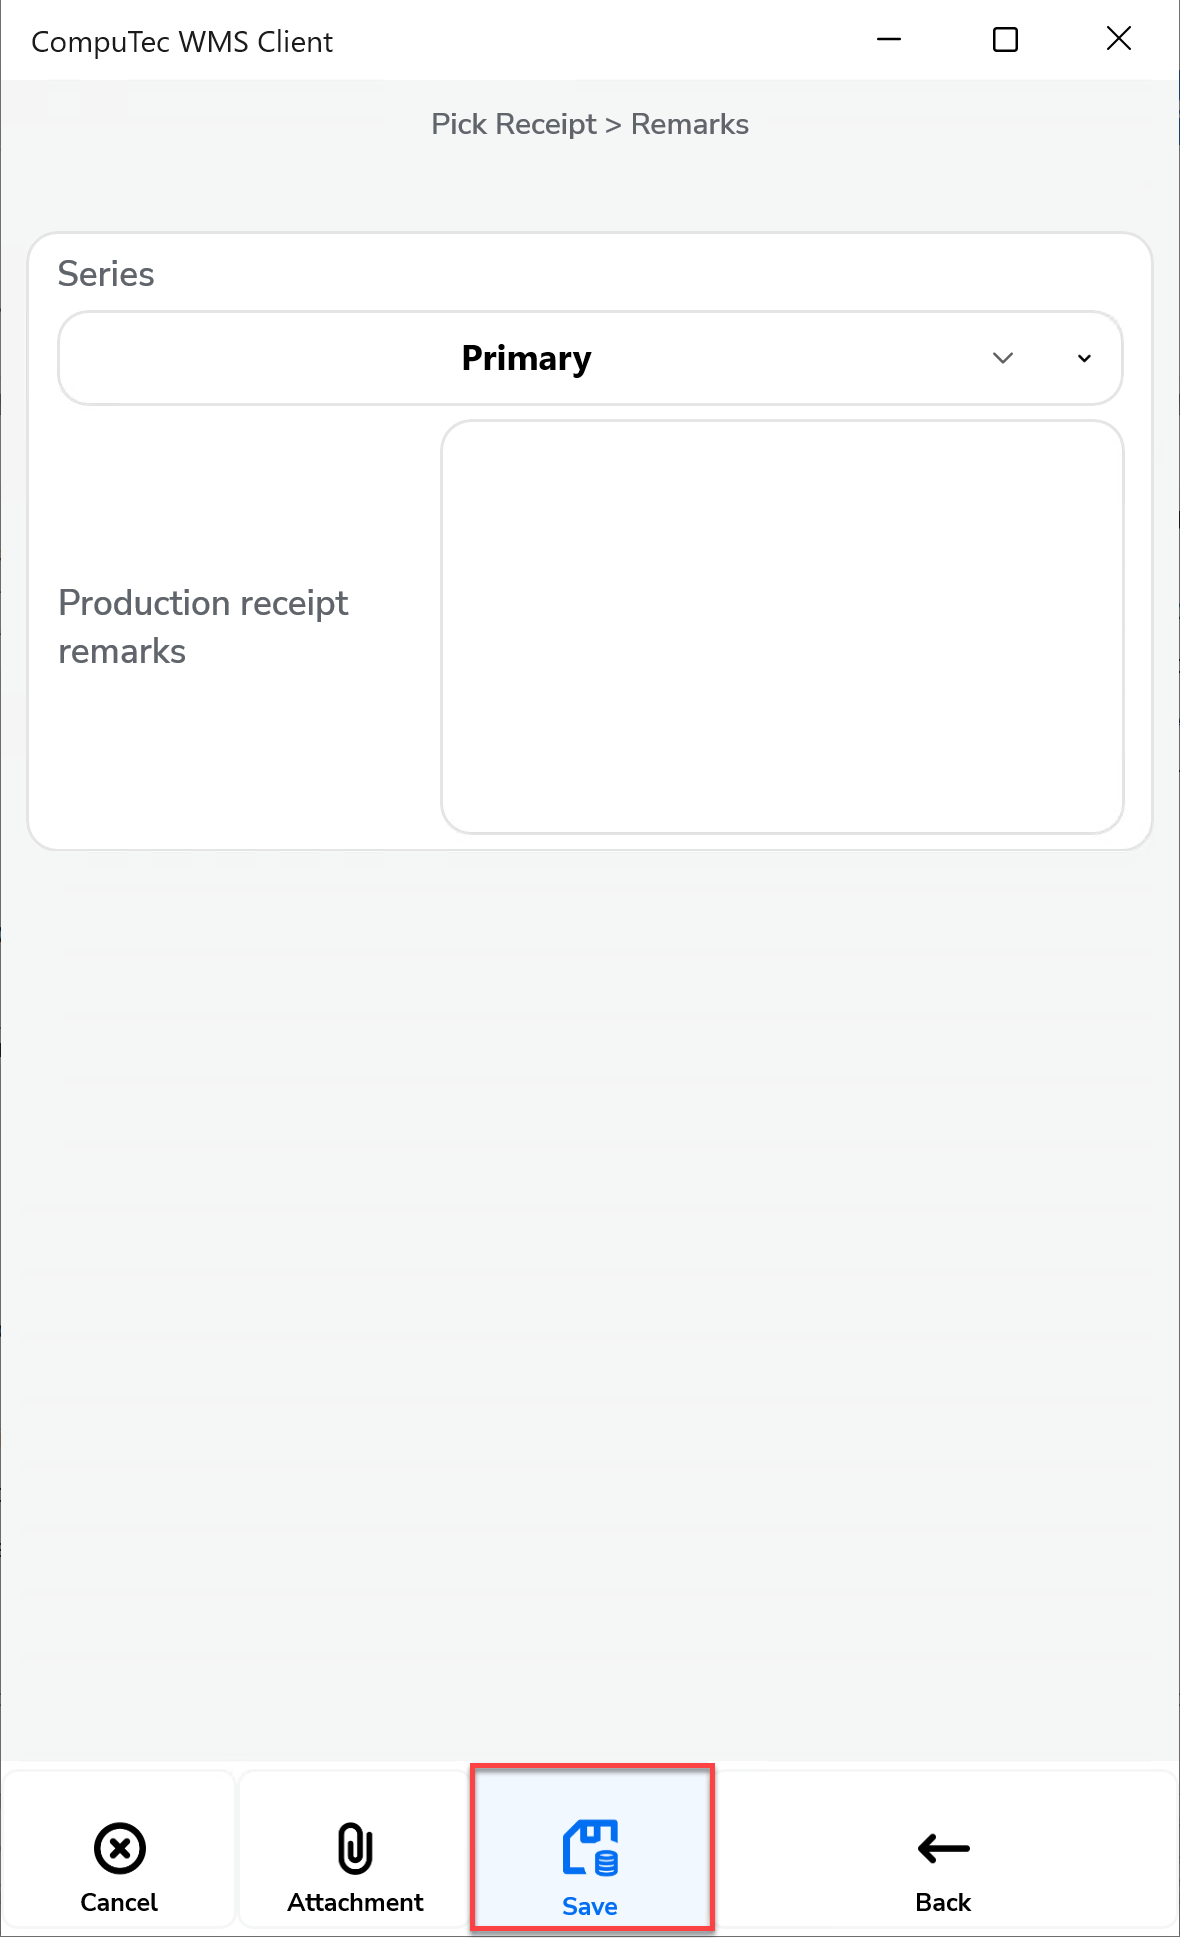 CompuTec WMS Client
Pick Receipt > Remarks
Series
Primary
Production receipt
remarks
Cancel
Attachment
Save
Back